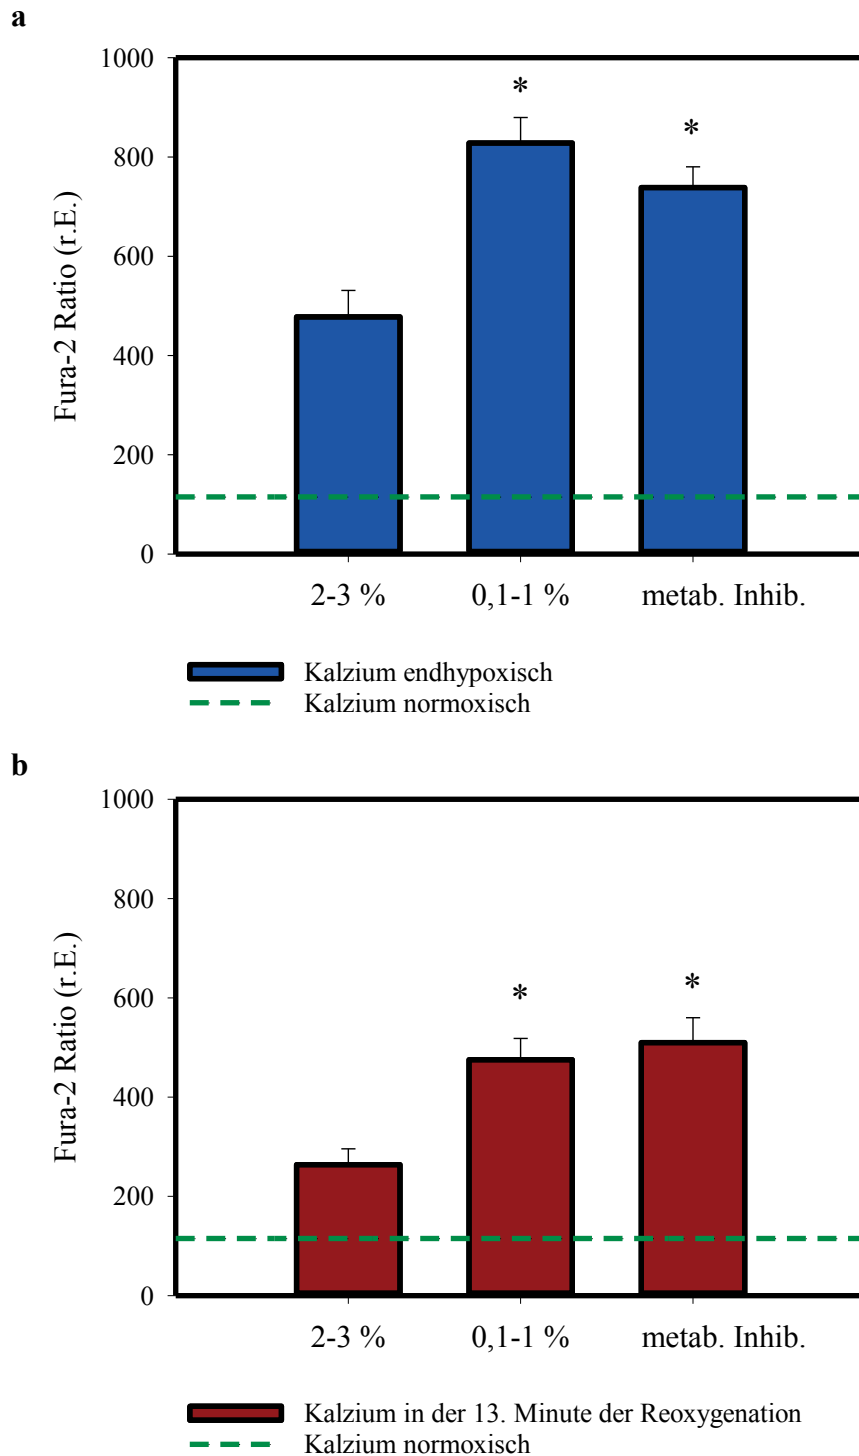 a
1000
800
600
400
200
0
Fura-2 Ratio (r.E.)
*
*
2-3 %
0,1-1 %
metab. Inhib.
Kalzium endhypoxisch
Kalzium normoxisch
b
1000
800
600
400
200
0
Fura-2 Ratio (r.E.)
*
*
2-3 %
0,1-1 %
metab. Inhib.
Kalzium in der 13. Minute der Reoxygenation
Kalzium normoxisch